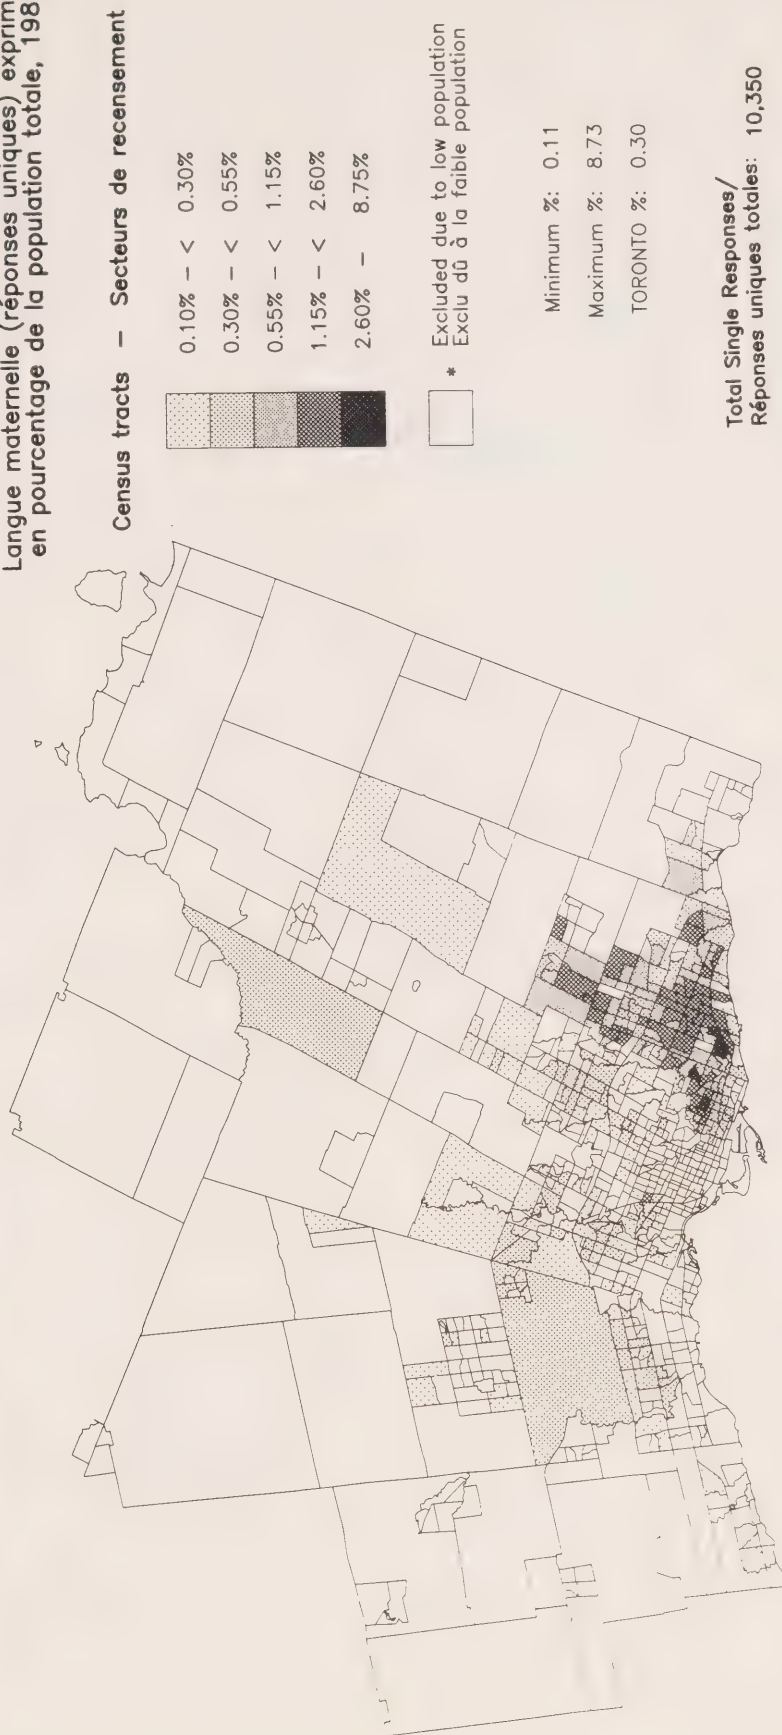 Langue maternelle (réponses uniques)
en pourcentage de la population totale,
Census tracts – Secteurs de recensement
0.10% – < 0.30%
0.30% – < 0.55%
0.55% – < 1.15%
1.15% – < 2.60%
2.60% – 8.75%
* Excluded due to low population
Exclu dû à la faible population
Minimum %: 0.11
Maximum %: 8.73
TORONTO %: 0.30
Total Single Responses/
Réponses uniques totales: 10,350